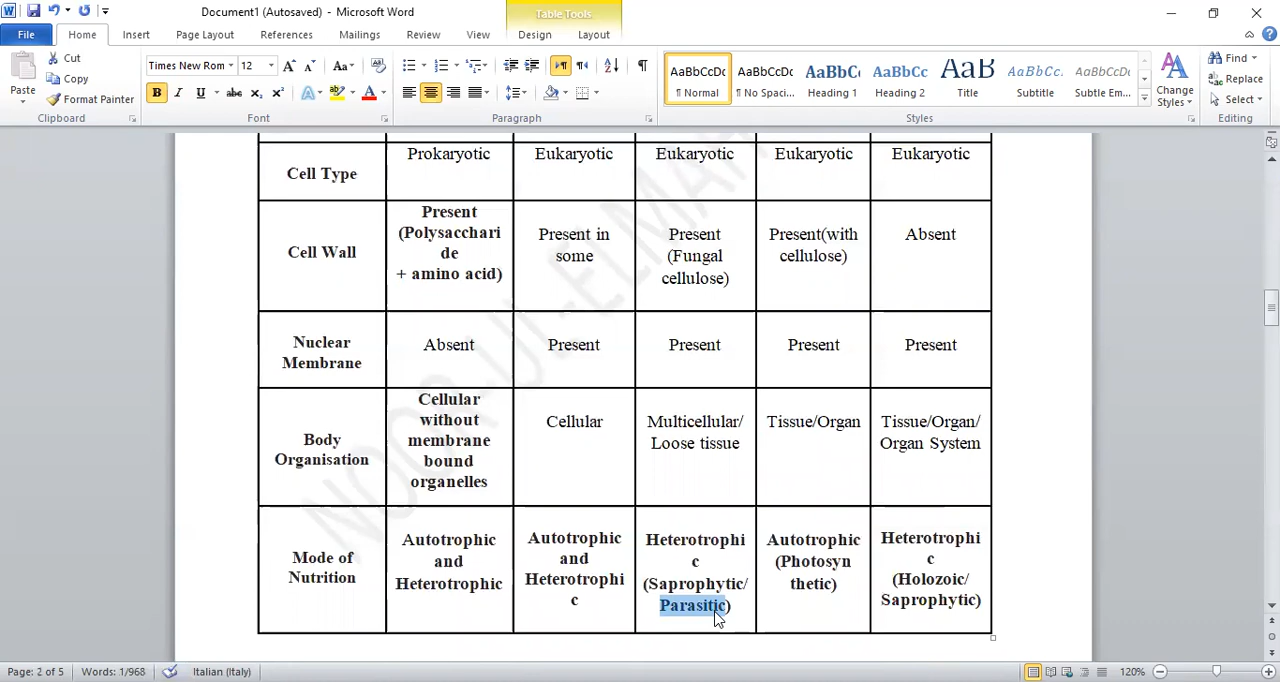 Document1 (Autosaved) - Microsoft Word
Table Tools
File Home Insert Page Layout References Mailings Review View Design Layout
Paste
Cut
Copy
Format Painter
Clipboard
Times New Rom 12
Font
Paragraph
AaBbCcDc AaBbCcDc AaBbCc AaBbCc AaB AaBbCc. AaBbCcDc
¶ Normal ¶ No Spaci... Heading 1 Heading 2 Title Subtitle Subtle Em...
Styles
Change
Styles
Find
Replace
Select
Editing
Cell Type
Prokaryotic
Eukaryotic
Eukaryotic
Eukaryotic
Eukaryotic
Cell Wall
Present
(Polysacchari
de
+ amino acid)
Present in
some
Present
(Fungal
cellulose)
Present(with
cellulose)
Absent
Nuclear
Membrane
Absent
Present
Present
Present
Present
Body
Organisation
Cellular
without
membrane
bound
organelles
Cellular
Multicellular/
Loose tissue
Tissue/Organ
Tissue/Organ/
Organ System
Mode of
Nutrition
Autotrophic
and
Heterotrophic
Autotrophic
and
Heterotrophi
c
Heterotrophi
c
(Saprophytic/
Parasitic)
Autotrophic
(Photosyn
thetic)
Heterotrophi
c
(Holozoic/
Saprophytic)
NOOR-UL-ELMAH
Page: 2 of 5 Words: 1/968 Italian (Italy) 120%